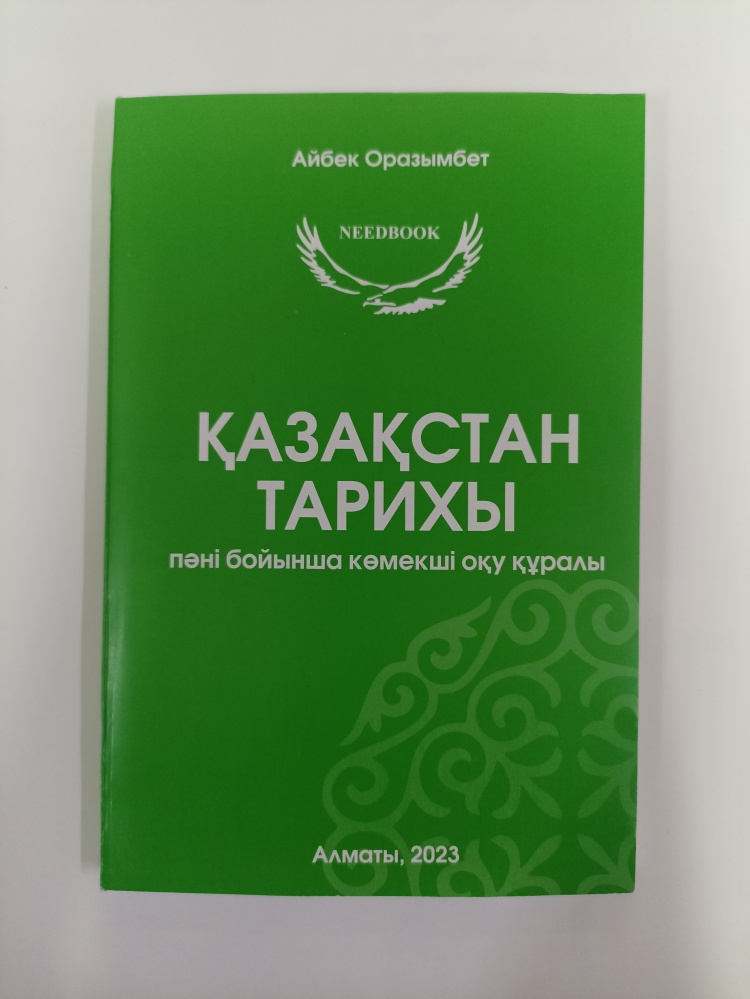 Айбек Оразымбет
NEEDBOOK
ҚАЗАҚСТАН
ТАРИХЫ
пәні бойынша көмекші оқу құралы
Алматы, 2023